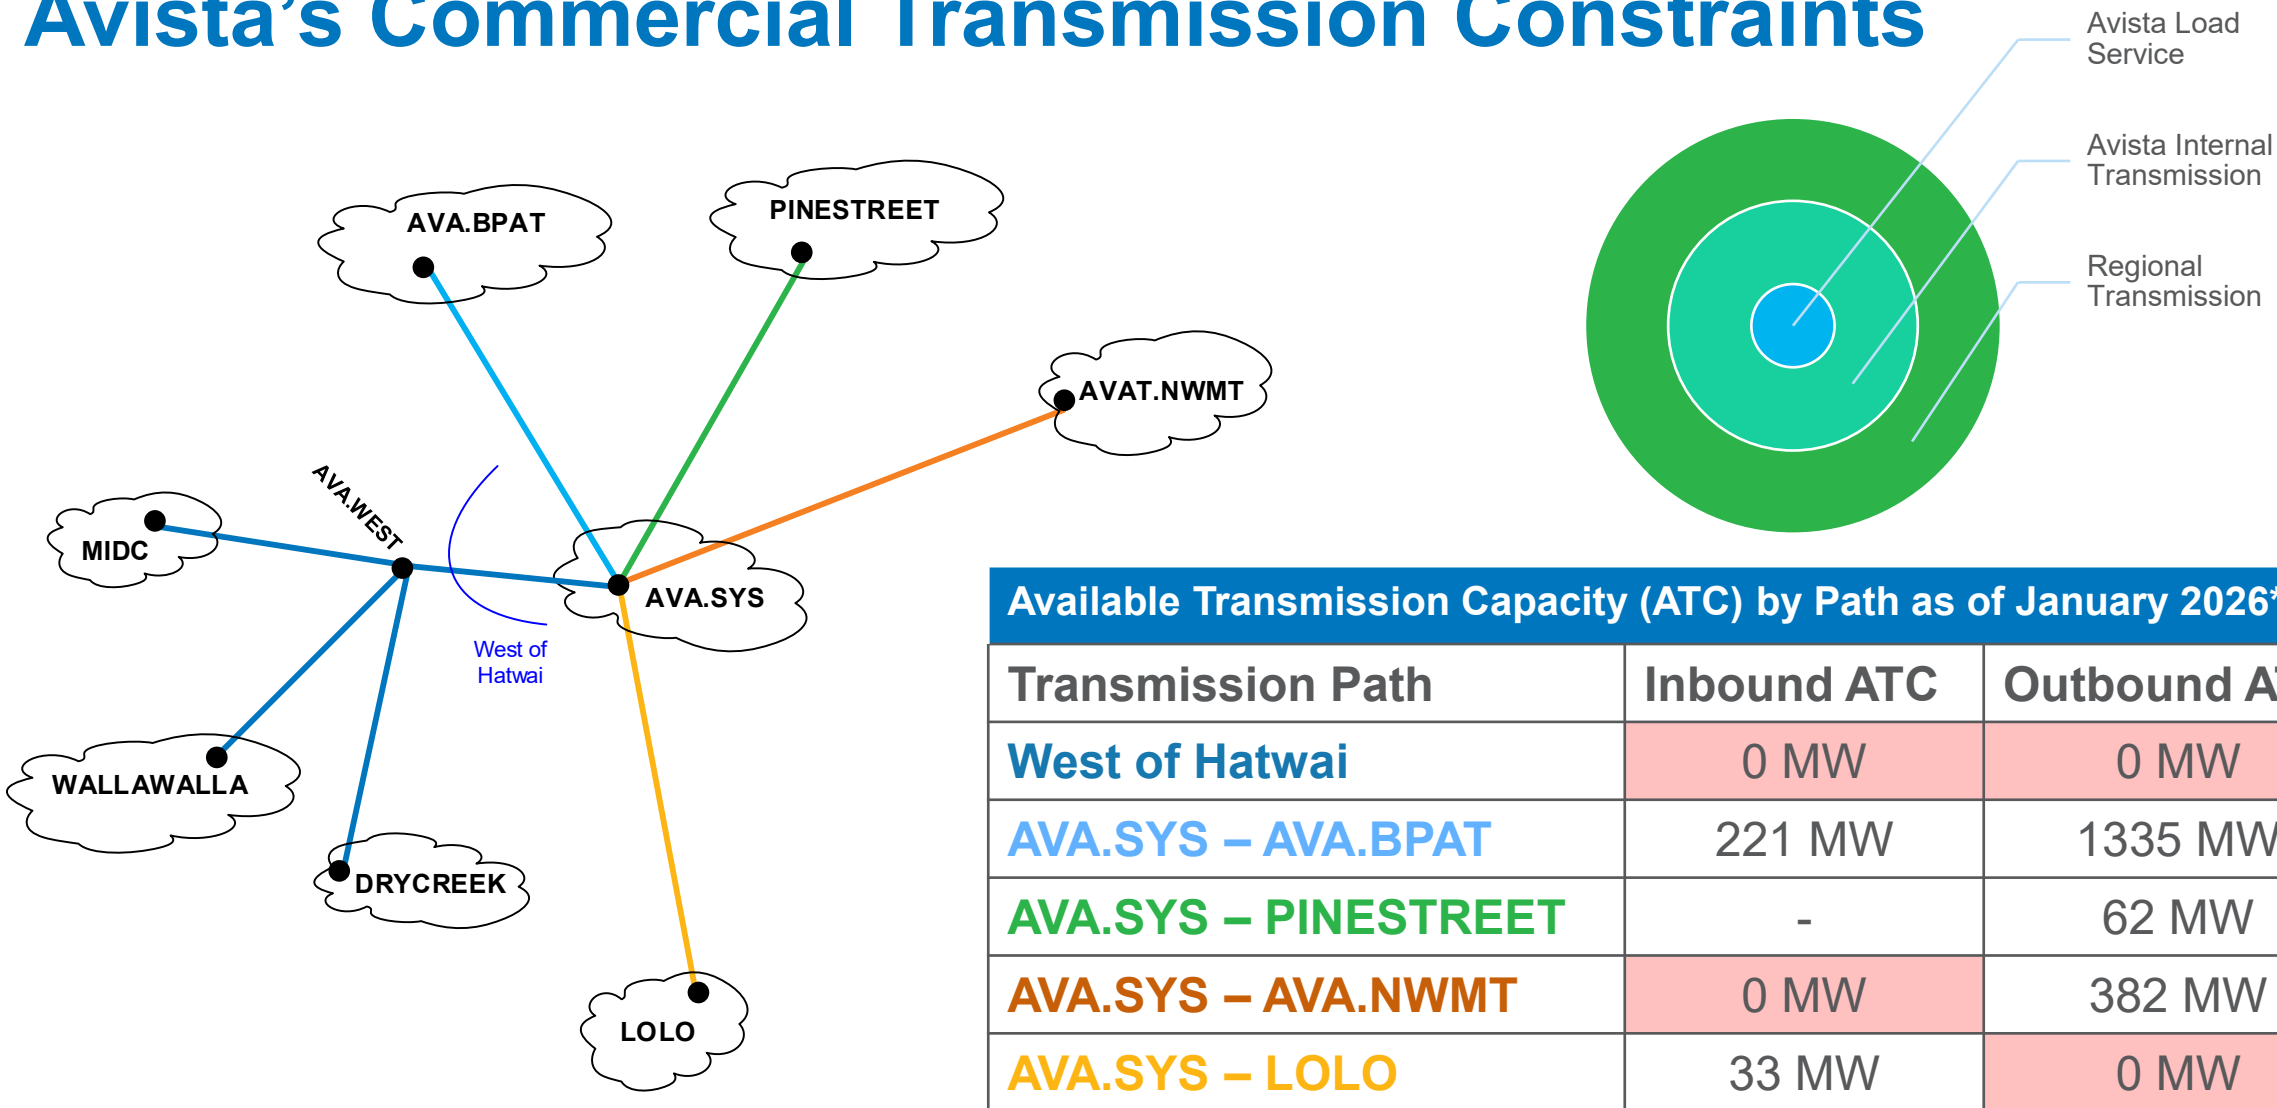 Avista's Commercial Transmission Constraints
Avista Load
Service
Avista Internal
Transmission
Regional
Transmission
AVA.BPAT
PINESTREET
AVAT.NWMT
AVA.WEST
MIDC
AVA.SYS
West of
Hatwai
WALLAWALLA
DRYCREEK
LOLO
Available Transmission Capacity (ATC) by Path as of January 2026*
Transmission Path Inbound ATC Outbound
West of Hatwai 0 MW 0 MW
AVA.SYS – AVA.BPAT 221 MW 1335 MW
AVA.SYS – PINESTREET - 62 MW
AVA.SYS – AVA.NWMT 0 MW 382 MW
AVA.SYS – LOLO 33 MW 0 MW